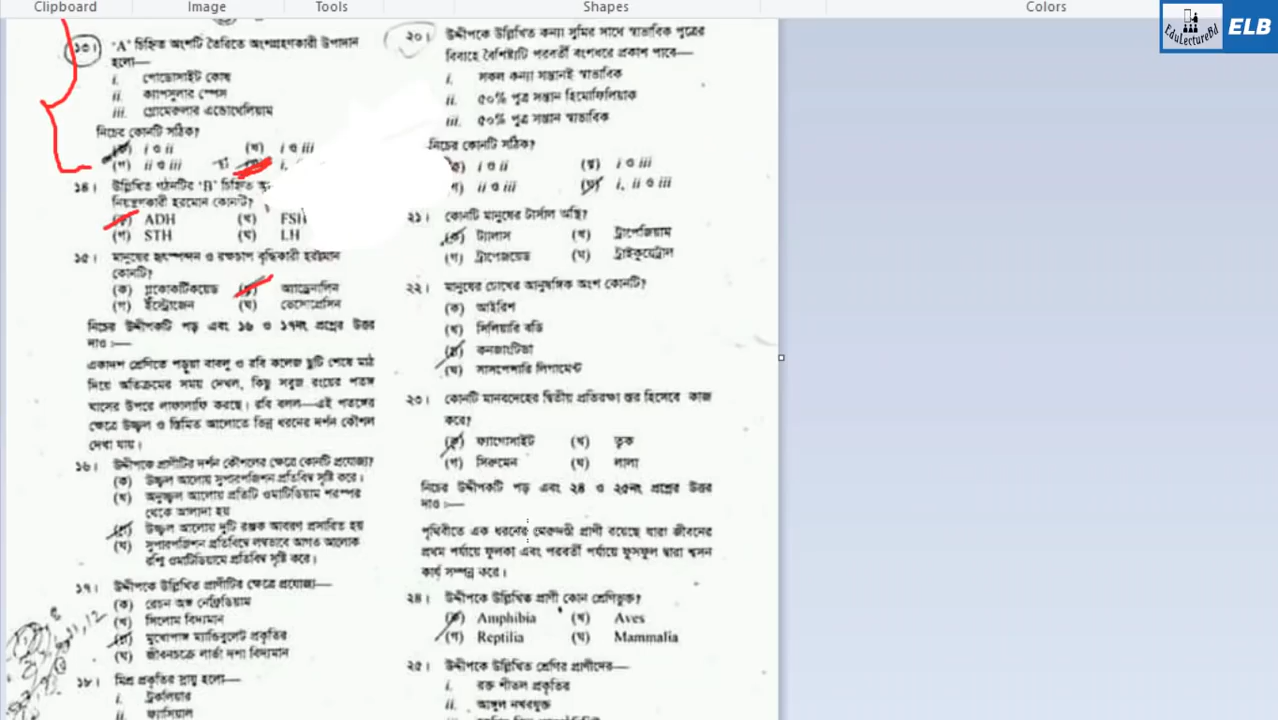 Clipboard
Image
Tools
Shapes
Colors
EduLectureBd
ELB
১৩। 'A' চিহ্নিত অংশটি তৈরিতে অংশগ্রহণকারী উপাদান
হলো—
i. পোডোসাইট কোষ
ii. ক্যাপসুলার স্পেস
iii. গ্লোমেরুলার এন্ডোথেলিয়াম
নিচের কোনটি সঠিক?
i ও ii
(খ) i ও iii
(গ) ii ও iii
i,
১৪। উল্লিখিত গঠনটির 'B' চিহ্নিত
নিয়ন্ত্রণকারী হরমোন কোনটি?
(ক) ADH
(খ) FSH
(গ) STH
(ঘ) LH
১৫। মানুষের হৃৎস্পন্দন ও রক্তচাপ বৃদ্ধিকারী হরমোন
কোনটি?
(ক) গ্লুকোকর্টিকয়েড
(খ) অ্যাড্রেনালিন
(গ) ইস্ট্রোজেন
(ঘ) ভেসোপ্রেসিন
নিচের উদ্দীপকটি পড় এবং ১৬ ও ১৭নং প্রশ্নের উত্তর
দাও :—
একাদশ শ্রেণিতে পড়ুয়া বাবলু ও রবি কলেজ ছুটি শেষে মাঠ
দিয়ে অতিক্রমের সময় দেখল, কিছু সবুজ রংয়ের পতঙ্গ
ঘাসের উপরে লাফালাফি করছে। রবি বলল—এই পতঙ্গের
ক্ষেত্রে উজ্জ্বল ও স্তিমিত আলোতে ভিন্ন ধরনের দর্শন কৌশল
দেখা যায়।
১৬। উদ্দীপকে প্রাণীটির দর্শন কৌশলের ক্ষেত্রে কোনটি প্রযোজ্য?
(ক) উজ্জ্বল আলোয় সুপারপজিশন প্রতিবিম্ব সৃষ্টি করে।
(খ) অনুজ্জ্বল আলোয় প্রতিটি ওমাটিডিয়াম পরস্পর
থেকে আলাদা হয়
(গ) উজ্জ্বল আলোয় দুটি রঞ্জক আবরণ প্রসারিত হয়
(ঘ) সুপারপজিশন প্রতিবিম্বে লম্বভাবে আগত আলোক
রশ্মি ওমাটিডিয়ামে প্রতিবিম্ব সৃষ্টি করে।
১৭। উদ্দীপকে উল্লিখিত প্রাণীটির ক্ষেত্রে প্রযোজ্য—
(ক) রেচন অঙ্গ নেফ্রিডিয়াম
(খ) সিলোম বিদ্যমান
(গ) মুখোপাঙ্গ ম্যান্ডিবুলেট প্রকৃতির
(ঘ) জীবনচক্রে লার্ভা দশা বিদ্যমান
১৮। মিশ্র প্রকৃতির স্নায়ু হলো—
i. ট্রকলিয়ার
ii. ফ্যাসিয়াল
২০। উদ্দীপকে উল্লিখিত কন্যা সুমির সাথে স্বাভাবিক পুত্রের
বিবাহে বৈশিষ্ট্যটি পরবর্তী বংশধরে প্রকাশ পাবে—
i. সকল কন্যা সন্তানই স্বাভাবিক
ii. ৫০% পুত্র সন্তান হিমোফিলিয়াক
iii. ৫০% পুত্র সন্তান স্বাভাবিক
নিচের কোনটি সঠিক?
(ক) i ও ii
(খ) i ও iii
গ) ii ও iii
(ঘ) i, ii ও iii
২১। কোনটি মানুষের টার্সাল অস্থি?
(ক) ট্যালাস
(খ) ট্রাপেজিয়াম
(গ) ট্রাপেজয়েড
(ঘ) ট্রাইকুয়েট্রাল
২২। মানুষের চোখের আনুষঙ্গিক অংশ কোনটি?
(ক) আইরিশ
(খ) সিলিয়ারি বডি
(গ) কনজাংটিভা
(ঘ) সাসপেন্সরি লিগামেন্ট
২৩। কোনটি মানবদেহের দ্বিতীয় প্রতিরক্ষা স্তর হিসেবে কাজ
করে?
(ক) ফ্যাগোসাইট
(খ) ত্বক
(গ) সিরুমেন
(ঘ) লালা
নিচের উদ্দীপকটি পড় এবং ২৪ ও ২৫নং প্রশ্নের উত্তর
দাও :—
পৃথিবীতে এক ধরনের মেরুদণ্ডী প্রাণী রয়েছে যারা জীবনের
প্রথম পর্যায়ে ফুলকা এবং পরবর্তী পর্যায়ে ফুসফুস দ্বারা শ্বসন
কার্য সম্পন্ন করে।
২৪। উদ্দীপকে উল্লিখিত প্রাণী কোন শ্রেণিভুক্ত?
(ক) Amphibia
(খ) Aves
(গ) Reptilia
(ঘ) Mammalia
২৫। উদ্দীপকে উল্লিখিত শ্রেণির প্রাণীদের—
i. রক্ত শীতল প্রকৃতির
ii. আঙ্গুল নখরযুক্ত
iii.